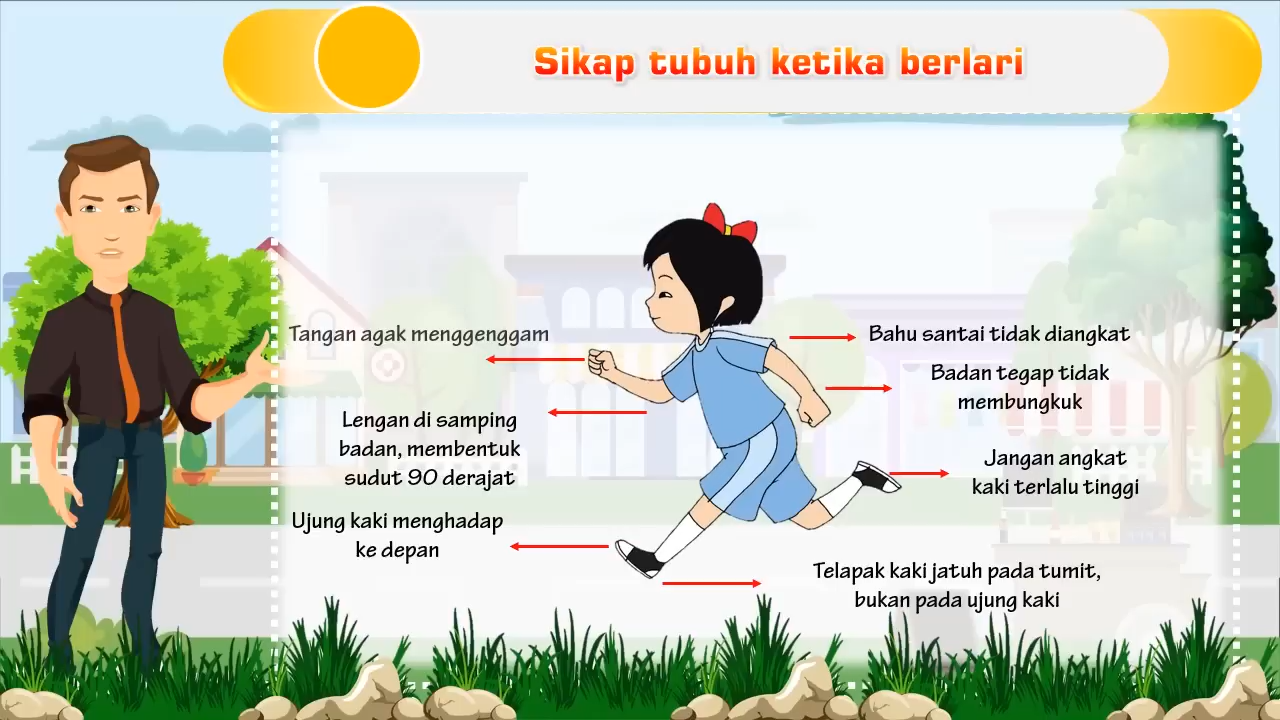 Sikap tubuh ketika berlari
Tangan agak menggenggam
Lengan di samping
badan, membentuk
sudut 90 derajat
Ujung kaki menghadap
ke depan
Bahu santai tidak diangkat
Badan tegap tidak
membungkuk
Jangan angkat
kaki terlalu tinggi
Telapak kaki jatuh pada tumit,
bukan pada ujung kaki